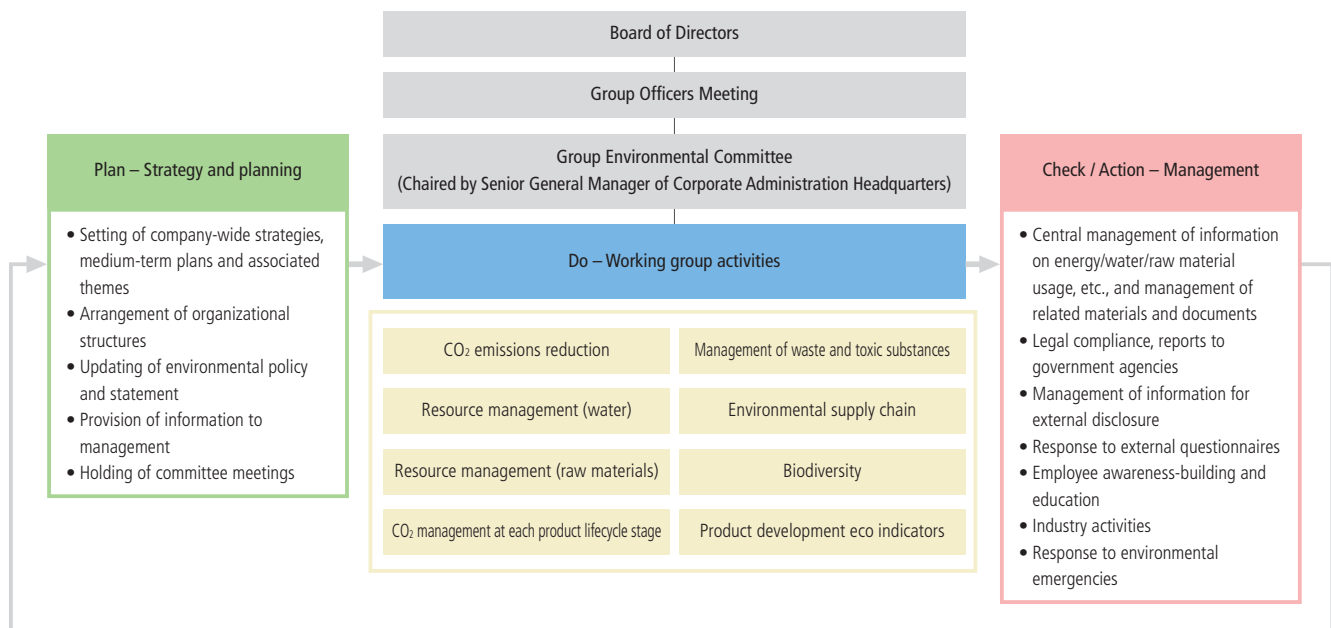 Board of Directors
Group Officers Meeting
Group Environmental Committee
(Chaired by Senior General Manager of Corporate Administration Headquarters)
Plan – Strategy and planning
• Setting of company-wide strategies,
medium-term plans and associated
themes
• Arrangement of organizational
structures
• Updating of environmental policy
and statement
• Provision of information to
management
• Holding of committee meetings
Do – Working group activities
CO₂ emissions reduction
Management of waste and toxic substances
Resource management (water)
Environmental supply chain
Resource management (raw materials)
Biodiversity
CO₂ management at each product lifecycle stage
Product development eco indicators
Check / Action – Management
• Central management of information
on energy/water/raw material
usage, etc., and management of
related materials and documents
• Legal compliance, reports to
government agencies
• Management of information for
external disclosure
• Response to external questionnaires
• Employee awareness-building and
education
• Industry activities
• Response to environmental
emergencies